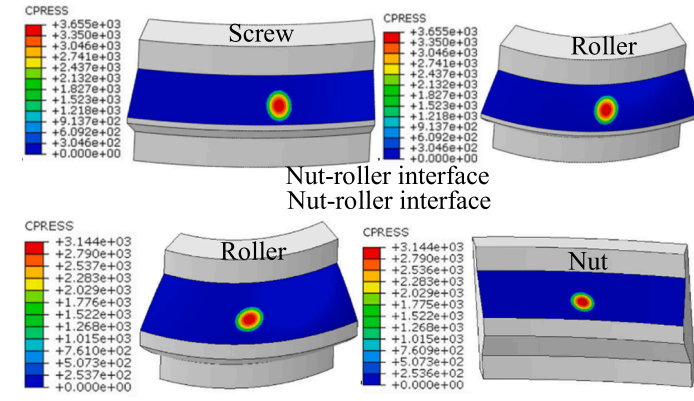 CPRESS
+3.655e+03
+3.350e+03
+3.046e+03
+2.741e+03
+2.437e+03
+2.132e+03
+1.827e+03
+1.523e+03
+1.218e+03
+9.137e+02
+6.092e+02
+3.046e+02
+0.000e+00
Screw
CPRESS
+3.655e+03
+3.350e+03
+3.046e+03
+2.741e+03
+2.437e+03
+2.132e+03
+1.827e+03
+1.523e+03
+1.218e+03
+9.137e+02
+6.092e+02
+3.046e+02
+0.000e+00
Roller
Nut-roller interface
Nut-roller interface
CPRESS
+3.144e+03
+2.790e+03
+2.537e+03
+2.283e+03
+2.029e+03
+1.776e+03
+1.522e+03
+1.268e+03
+1.015e+03
+7.610e+02
+5.073e+02
+2.537e+02
+0.000e+00
Roller
CPRESS
+3.144e+03
+2.790e+03
+2.536e+03
+2.283e+03
+2.029e+03
+1.775e+03
+1.522e+03
+1.268e+03
+1.015e+03
+7.609e+02
+5.073e+02
+2.536e+02
+0.000e+00
Nut